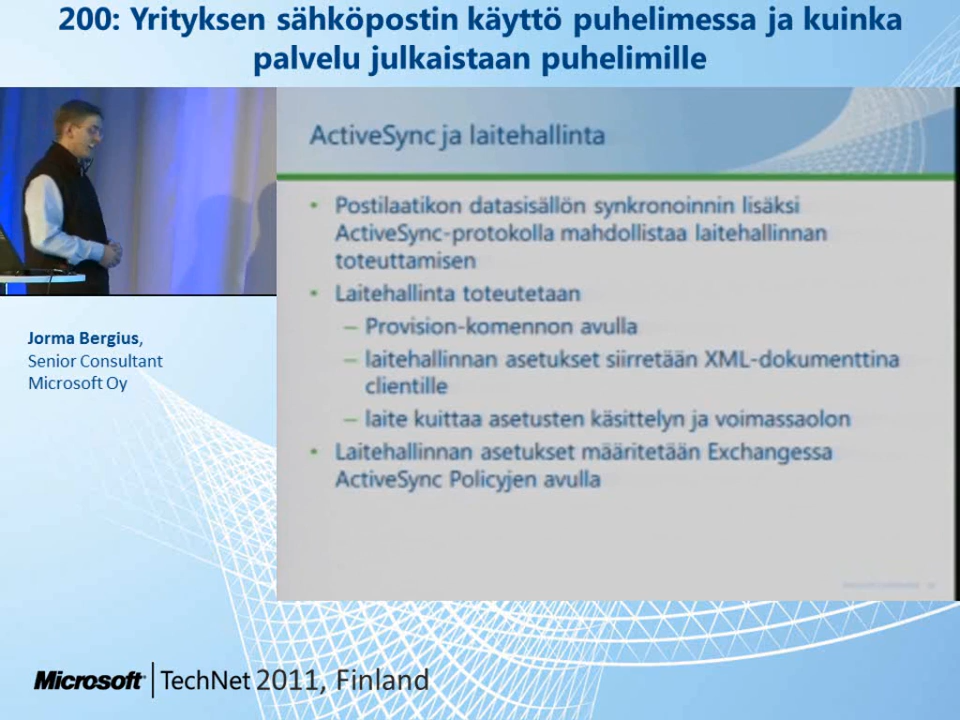 200: Yrityksen sähköpostin käyttö puhelimessa ja kuinka
palvelu julkaistaan puhelimille
ActiveSync ja laitehallinta
• Postilaatikon datasisällön synkronoinnin lisäksi
ActiveSync-protokolla mahdollistaa laitehallinnan
toteuttamisen
• Laitehallinta toteutetaan
– Provision-komennon avulla
– laitehallinnan asetukset siirretään XML-dokumenttina
clientille
– laite kuittaa asetusten käsittelyn ja voimassaolon
• Laitehallinnan asetukset määritetään Exchangessa
ActiveSync Policyjen avulla
Jorma Bergius,
Senior Consultant
Microsoft Oy
Microsoft | TechNet 2011, Finland